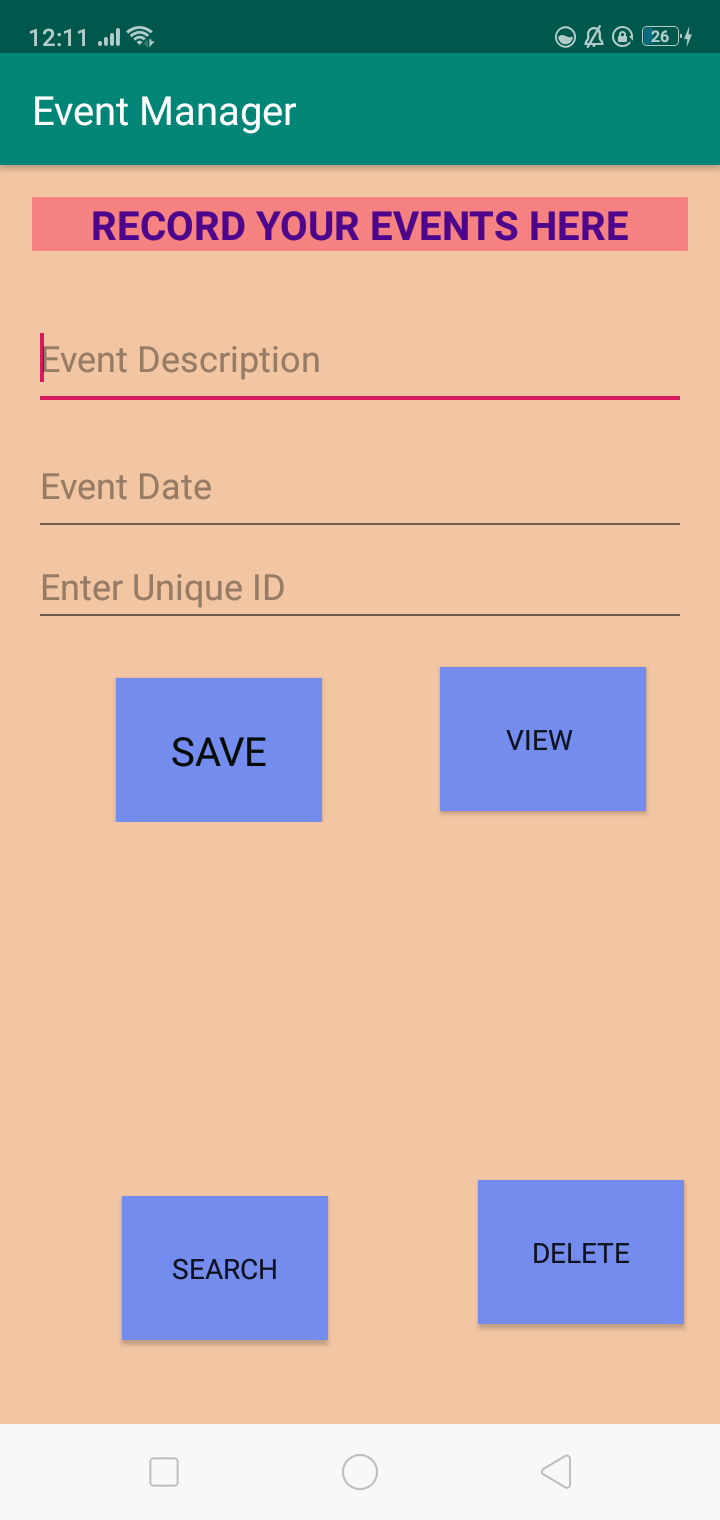 12:11
26
Event Manager
RECORD YOUR EVENTS HERE
Event Description
Event Date
Enter Unique ID
SAVE
VIEW
SEARCH
DELETE